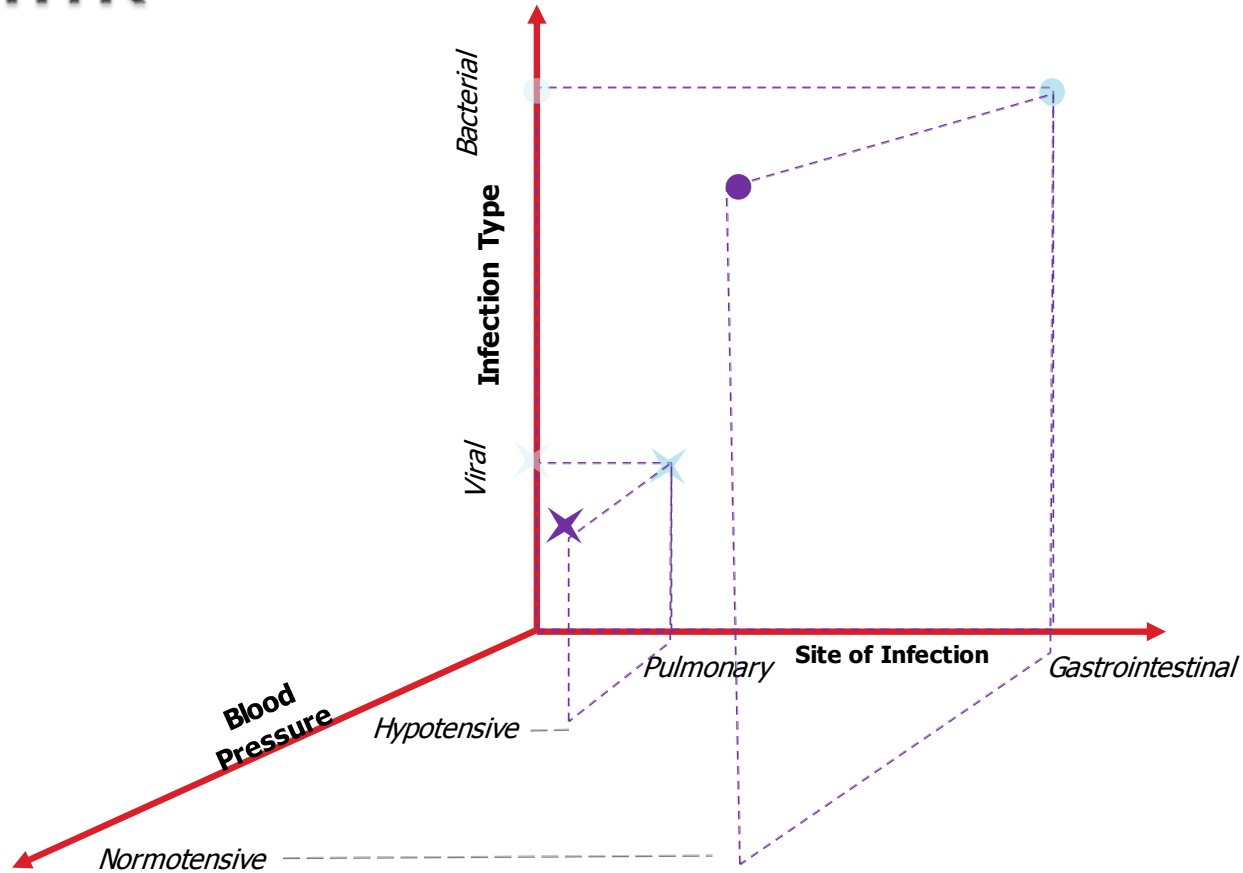 Bacterial
Infection Type
Viral
Site of Infection
Pulmonary
Gastrointestinal
Blood
Pressure
Hypotensive
Normotensive